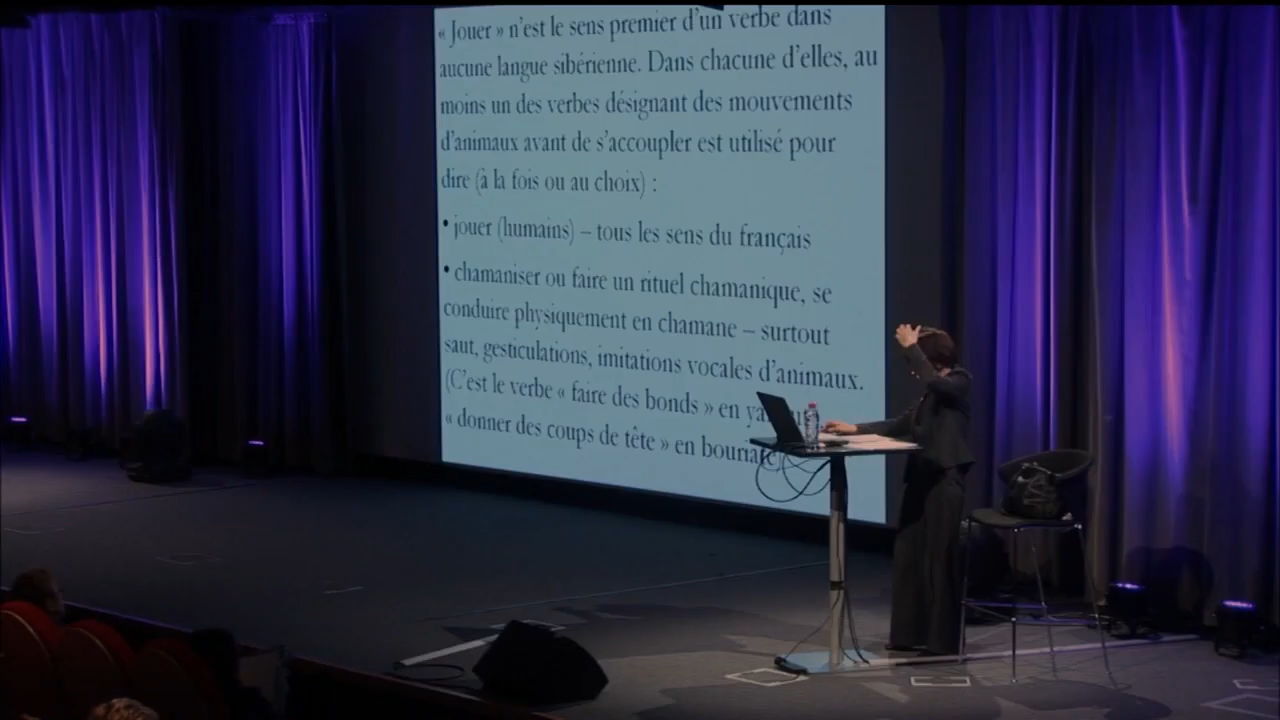 « Jouer » n’est le sens premier d’un verbe dans
aucune langue sibérienne. Dans chacune d’elles, au
moins un des verbes désignant des mouvements
d’animaux avant de s’accoupler est utilisé pour
dire (à la fois ou au choix) :
• jouer (humains) – tous les sens du français
• chamaniser ou faire un rituel chamanique, se
conduire physiquement en chamane – surtout
saut, gesticulations, imitations vocales d’animaux.
(C’est le verbe « faire des bonds » en
« donner des coups de tête » en bouriate)